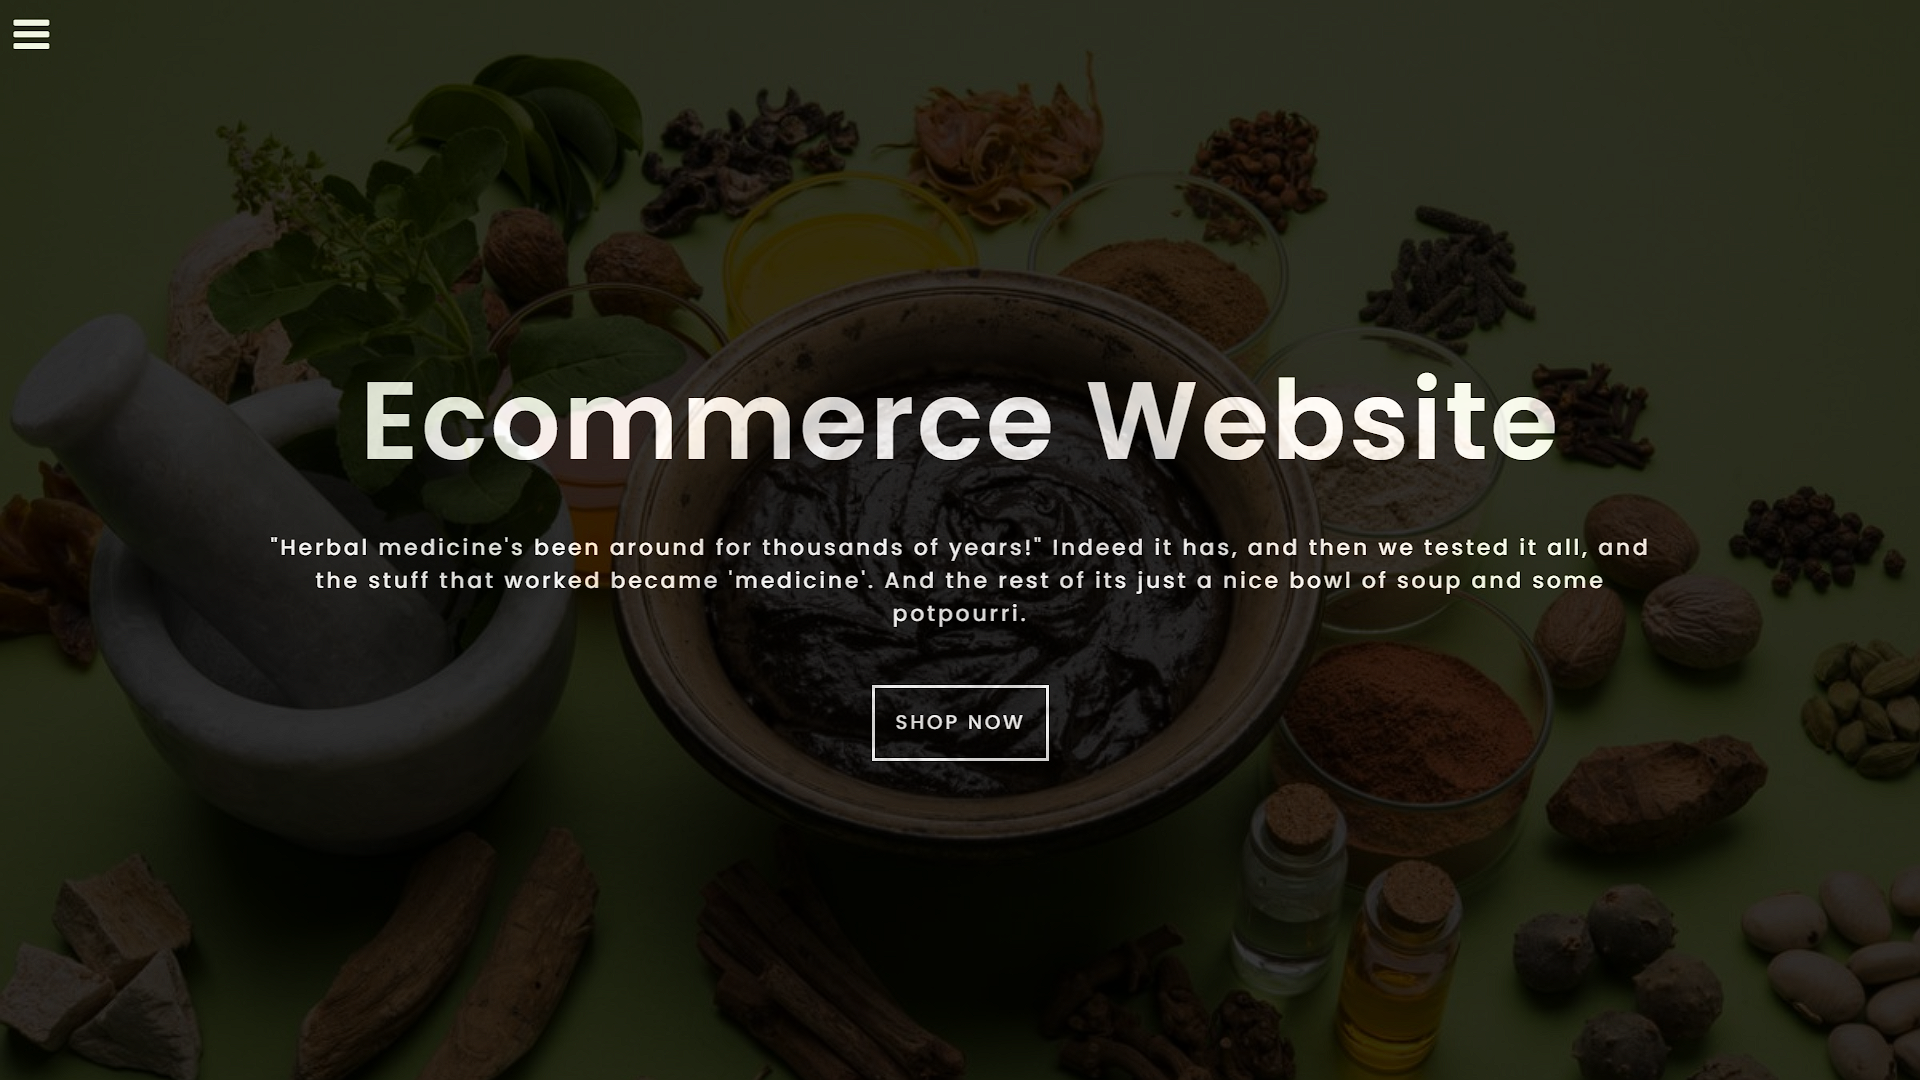 Ecommerce Website
"Herbal medicine's been around for thousands of years!" Indeed it has, and then we tested it all, and
the stuff that worked became 'medicine'. And the rest of its just a nice bowl of soup and some
potpourri.
SHOP NOW